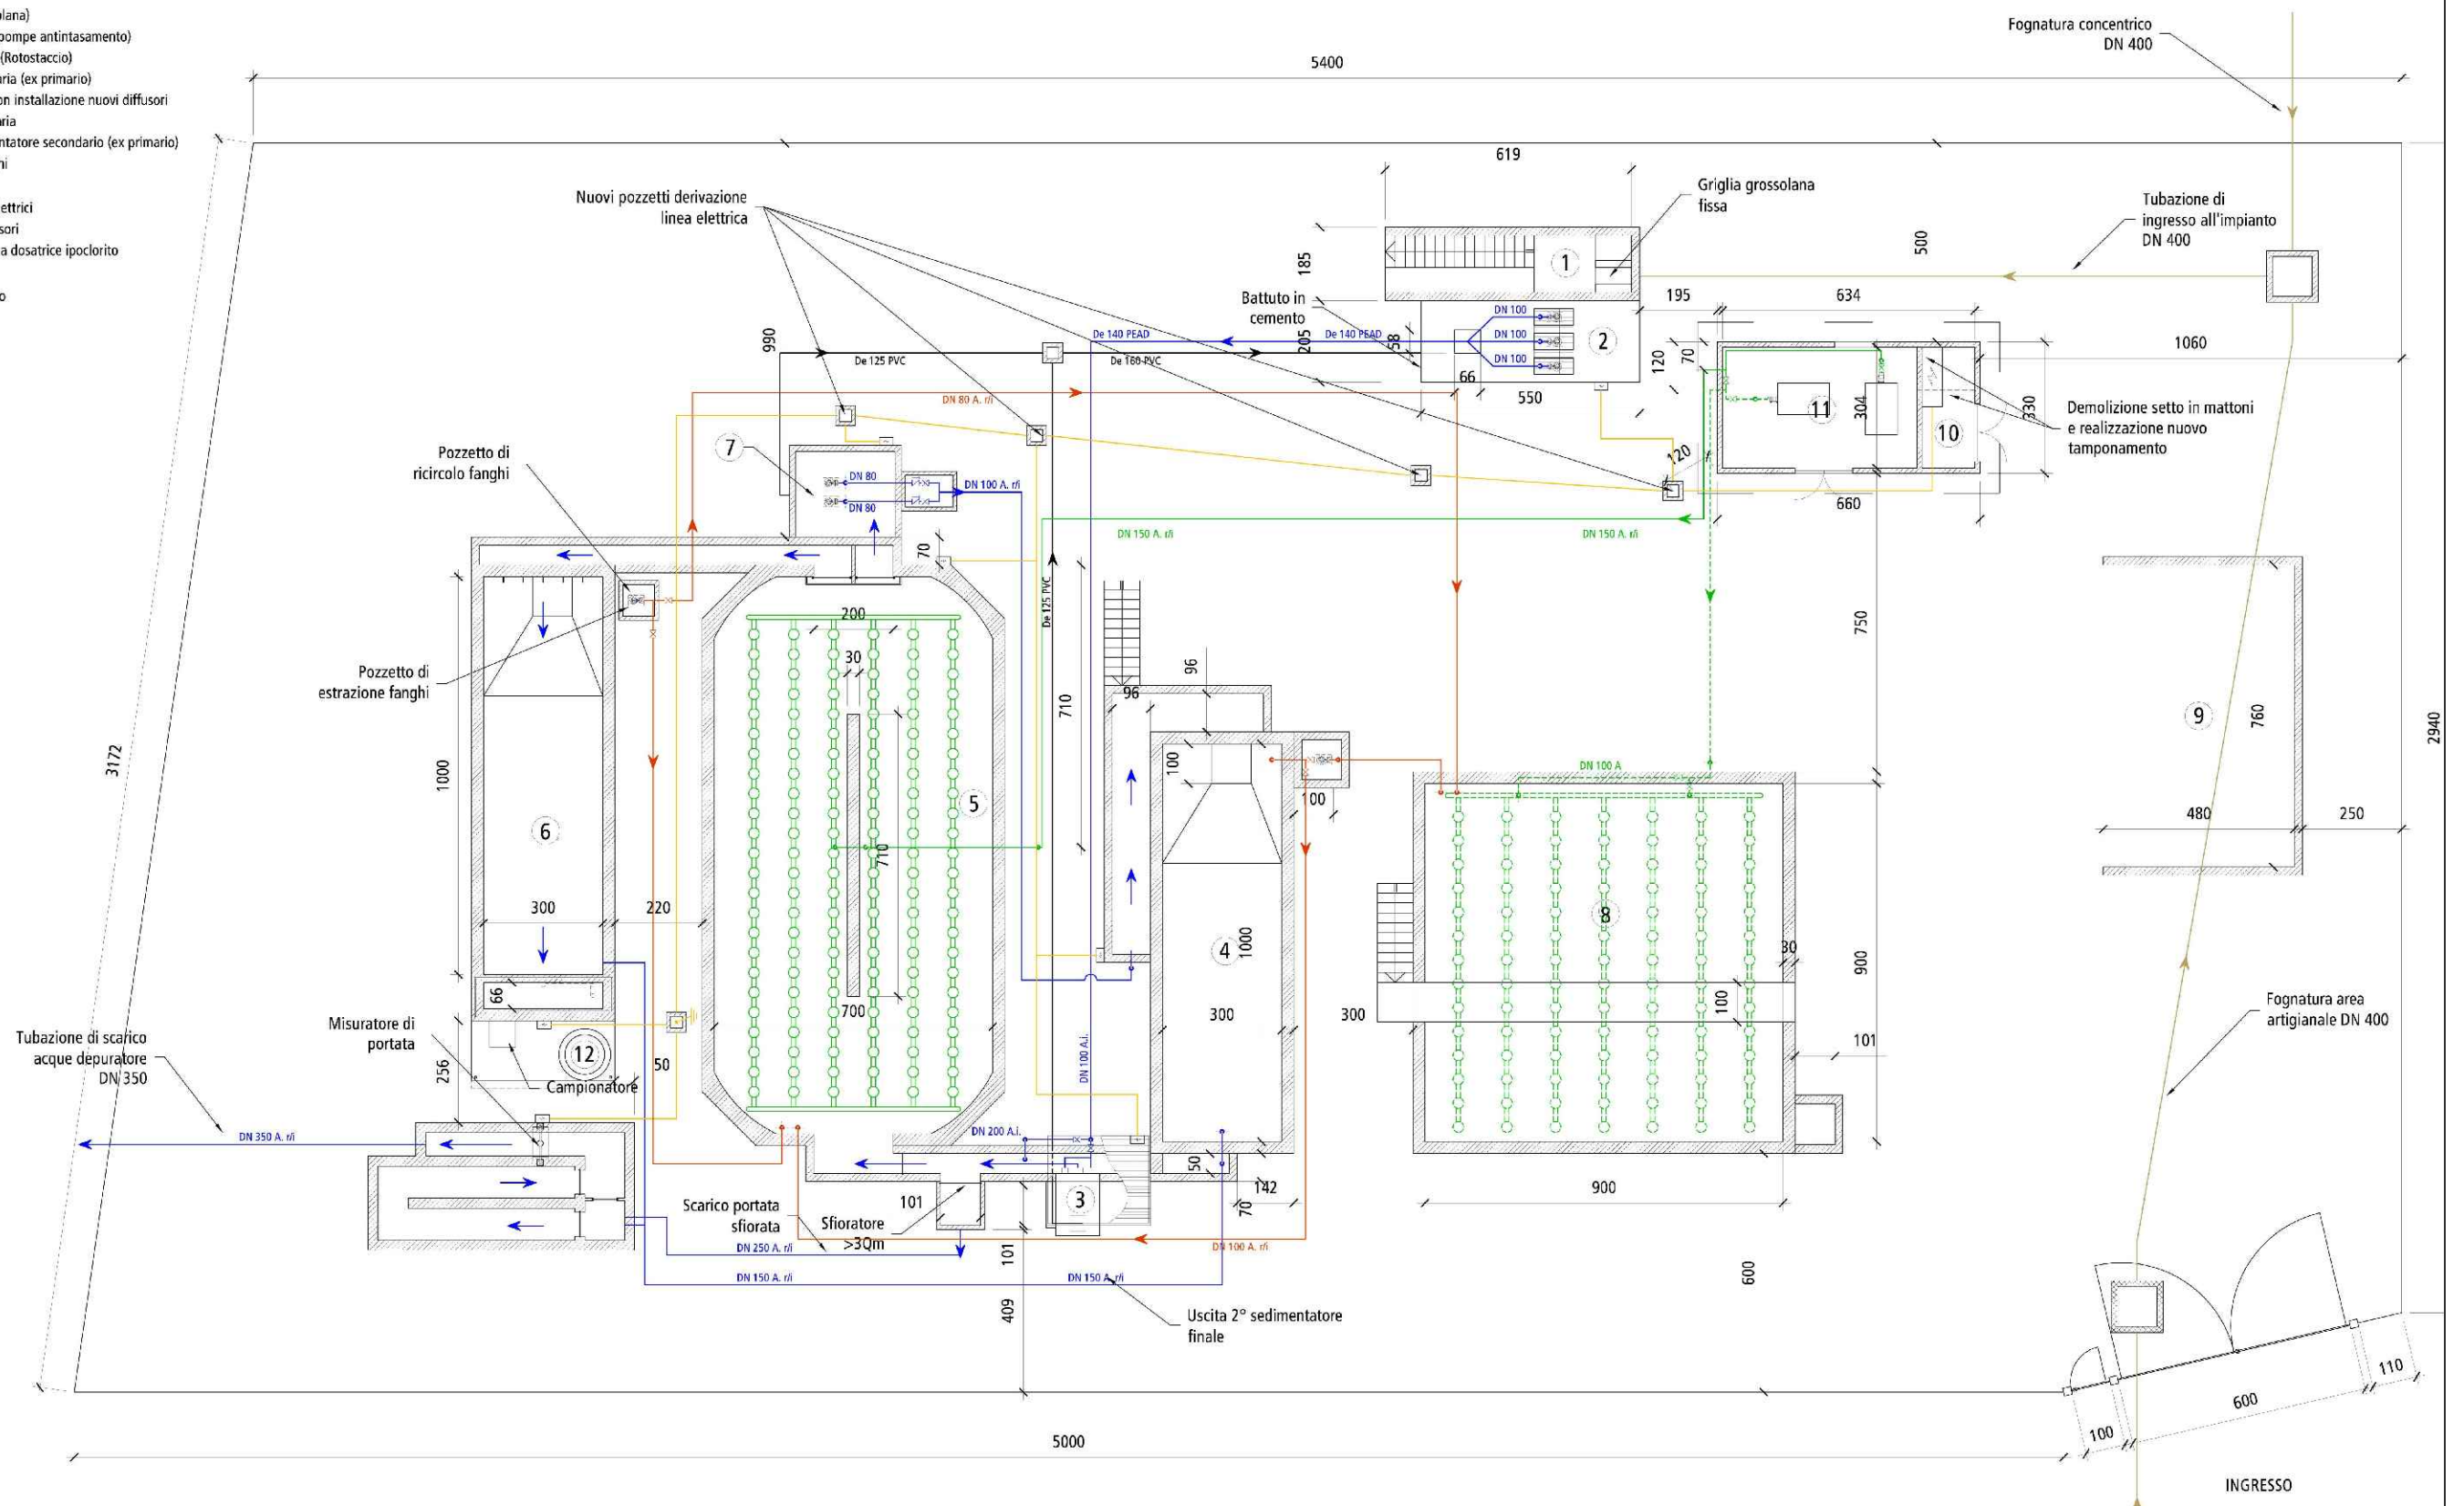 olana)
pompe antintasamento)
(Rotostaccio)
aria (ex primario)
on installazione nuovi diffusori
aria
ntatore secondario (ex primario)
ni
ettrici
sori
a dosatrice ipoclorito
o
Fognatura concentrico
DN 400
5400
619
Nuovi pozzetti derivazione
linea elettrica
Griglia grossolana
fissa
Tubazione di
ingresso all'impianto
DN 400
500
185
1
Battuto in
cemento
195
634
990
De 140 PEAD
De 140 PEAD
DN 100
DN 100
DN 100
2
205
58
120
70
1060
De 125 PVC
De 160 PVC
66
550
DN 80 A. r/i
11
304
10
330
Demolizione setto in mattoni
e realizzazione nuovo
tamponamento
7
Pozzetto di
ricircolo fanghi
120
DN 80
DN 80
DN 100 A. r/i
660
DN 150 A. r/i
DN 150 A. r/i
70
De 125 PVC
200
30
750
Pozzetto di
estrazione fanghi
96
96
710
9
760
2940
3172
1000
100
DN 100 A
100
5
480
250
6
710
300
220
8
4
1000
30
900
66
700
300
300
100
Fognatura area
artigianale DN 400
Misuratore di
portata
Tubazione di scarico
acque depuratore
DN 350
12
256
50
Campionatore
DN 100 A.i.
101
DN 350 A. r/i
DN 200 A.i.
50
142
70
900
3
101
Scarico portata
sfiorata
Sfioratore
>3Qm
101
DN 250 A. r/i
DN 100 A. r/i
DN 150 A. r/i
DN 150 A. r/i
600
409
Uscita 2° sedimentatore
finale
110
600
100
5000
INGRESSO